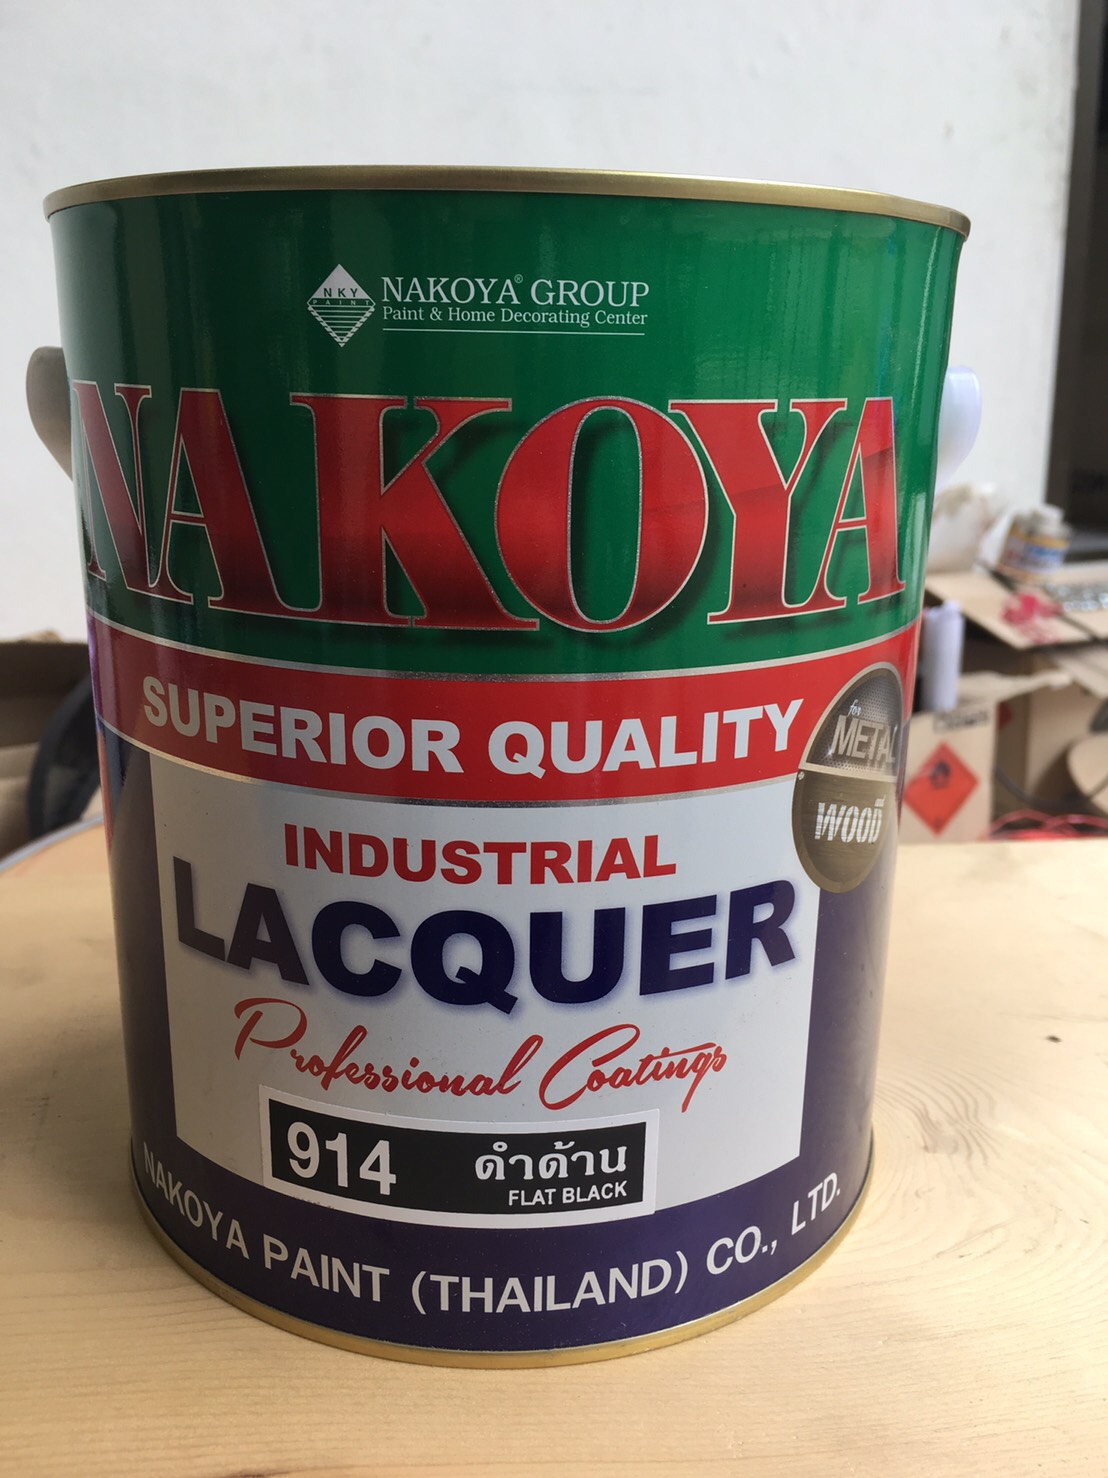 NKY
PAINT
NAKOYA® GROUP
Paint & Home Decorating Center
NAKOYA
SUPERIOR QUALITY
for
METAL
WOOD
INDUSTRIAL
LACQUER
Professional Coatings
914 ดำด้าน
FLAT BLACK
NAKOYA PAINT (THAILAND) CO., LTD.